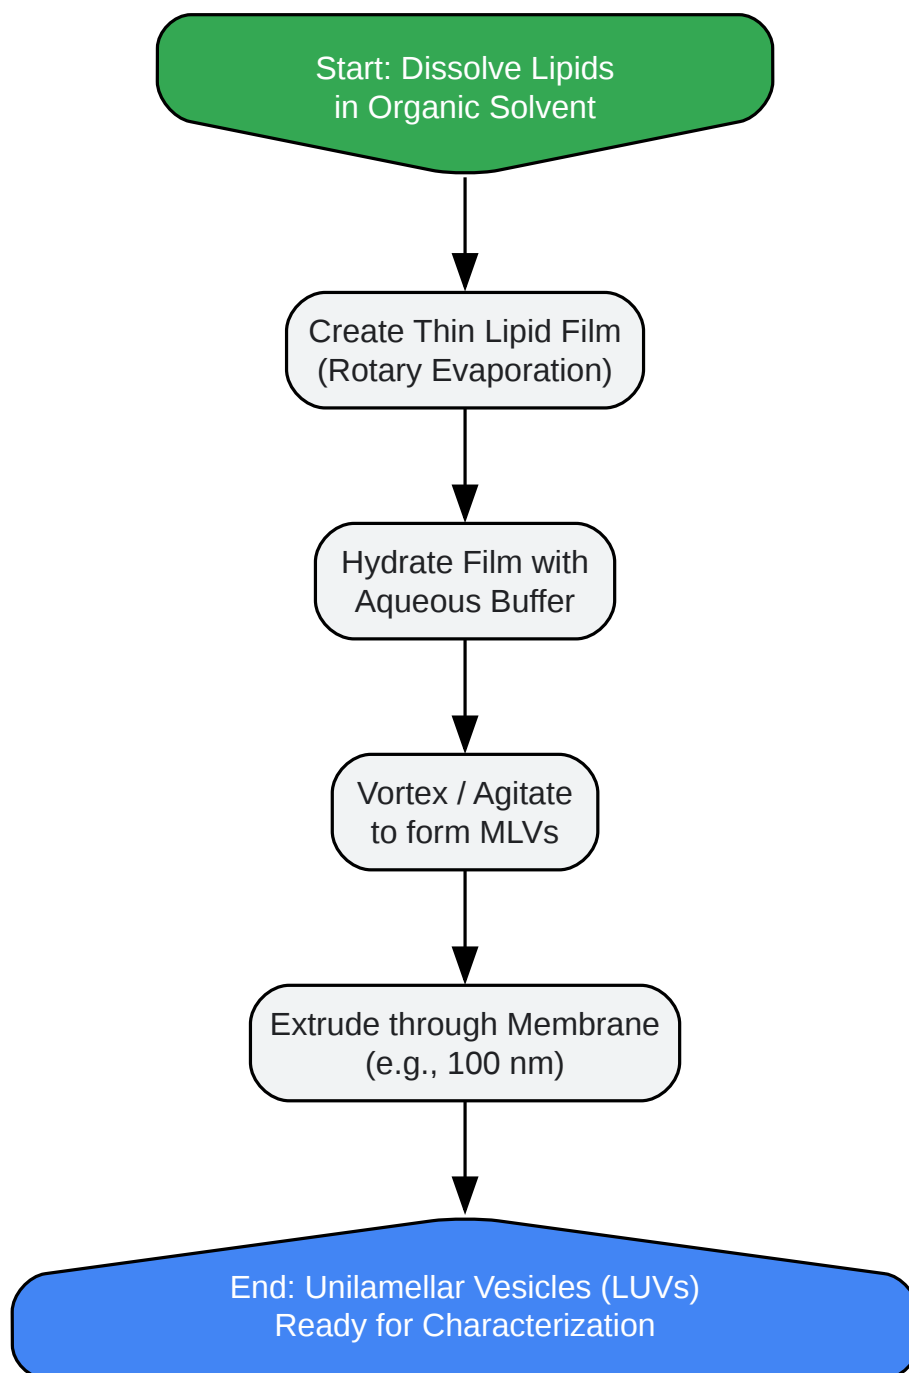 Start: Dissolve Lipids
in Organic Solvent
Create Thin Lipid Film
(Rotary Evaporation)
Hydrate Film with
Aqueous Buffer
Vortex / Agitate
to form MLVs
Extrude through Membrane
(e.g., 100 nm)
End: Unilamellar Vesicles (LUVs)
Ready for Characterization